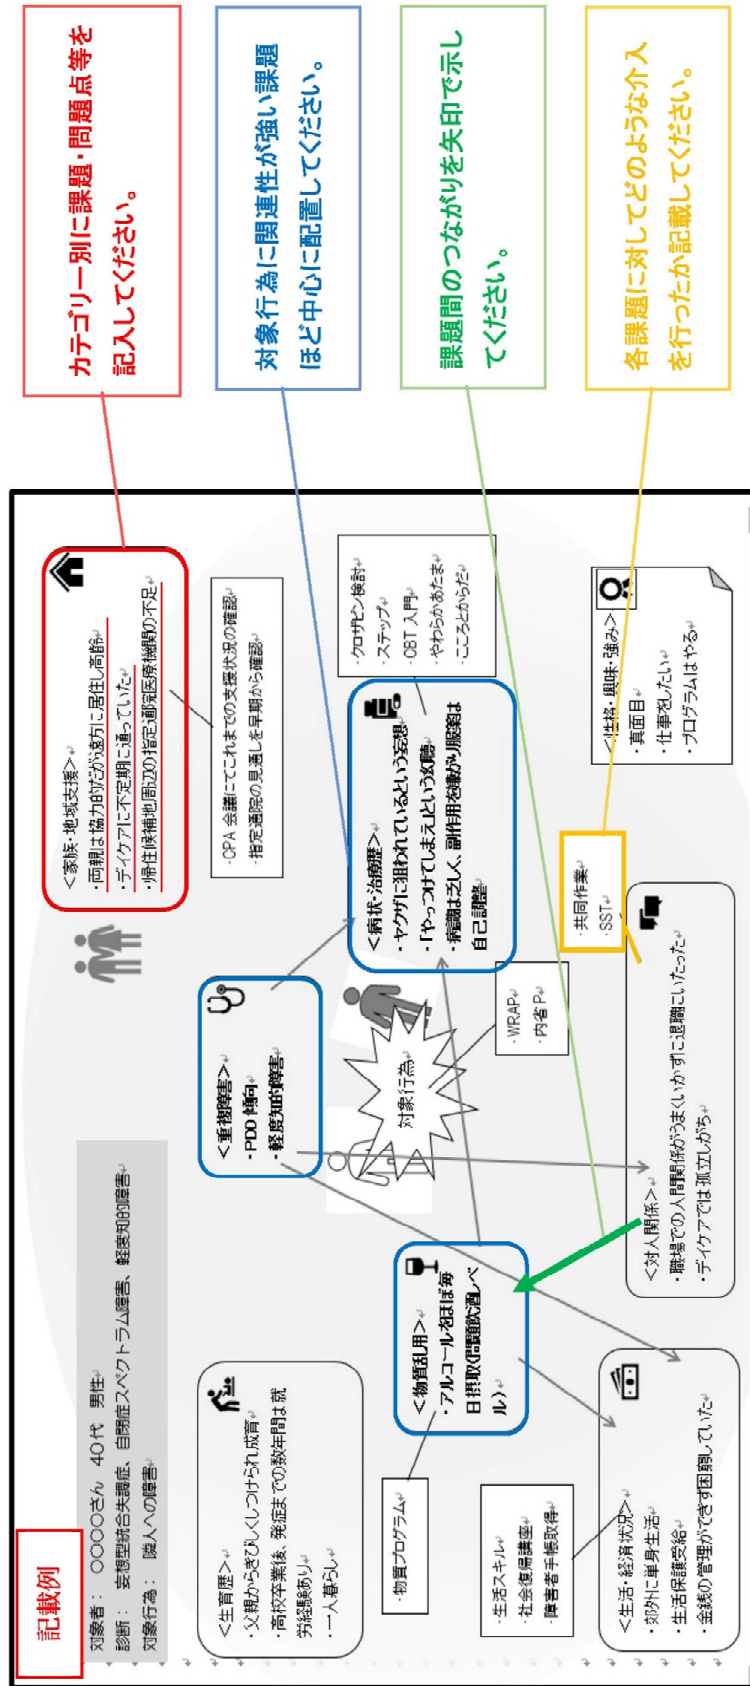 記載例
対象者： 〇〇〇〇さん 40代 男性
診断： 妄想型統合失調症、自閉症スペクトラム障害、軽度知的障害
対象行為： 隣人への障害
＜生育歴＞
・父親からきびしくしつけられ成育
・高校卒業後、発症までの数年間は就
労経験あり
・一人暮らし
＜重複障害＞
・PDD 傾向
・軽度知的障害
＜家族・地域支援＞
・両親は協力的だが遠方に居住し高齢
・デイケアに不定期に通っていた
・帰住候補地周辺の指定通院医療機関の不足
・CPA 会議にてこれまでの支援状況の確認
・指定通院の見通しを早期から確認
・物質プログラム
＜物質乱用＞
・アルコールをほぼ毎
日摂取（問題飲酒レベ
ル）
対象行為
＜病状・治療歴＞
・ヤクザに狙われているという妄想
・「やっつけてしまえ」という幻聴
・病識は乏しく、副作用を嫌がり服薬は
自己調整
・クロザピン検討
・ステップ
・CBT 入門
・やわらかあたま
・こころとからだ
・WRAP
・内省 P
・生活スキル
・社会復帰講座
・障害者手帳取得
＜生活・経済状況＞
・郊外に単身生活
・生活保護受給
・金銭の管理ができず困窮していた
＜対人関係＞
・職場での人間関係がうまくいかずに退職にいたった
・デイケアでは孤立しがち
・共同作業
・SST
＜性格・興味・強み＞
・真面目
・仕事をしたい
・プログラムはやる
カテゴリー別に課題・問題点等を
記入してください。
対象行為に関連性が強い課題
ほど中心に配置してください。
課題間のつながりを矢印で示し
てください。
各課題に対してどのような介入
を行ったか記載してください。